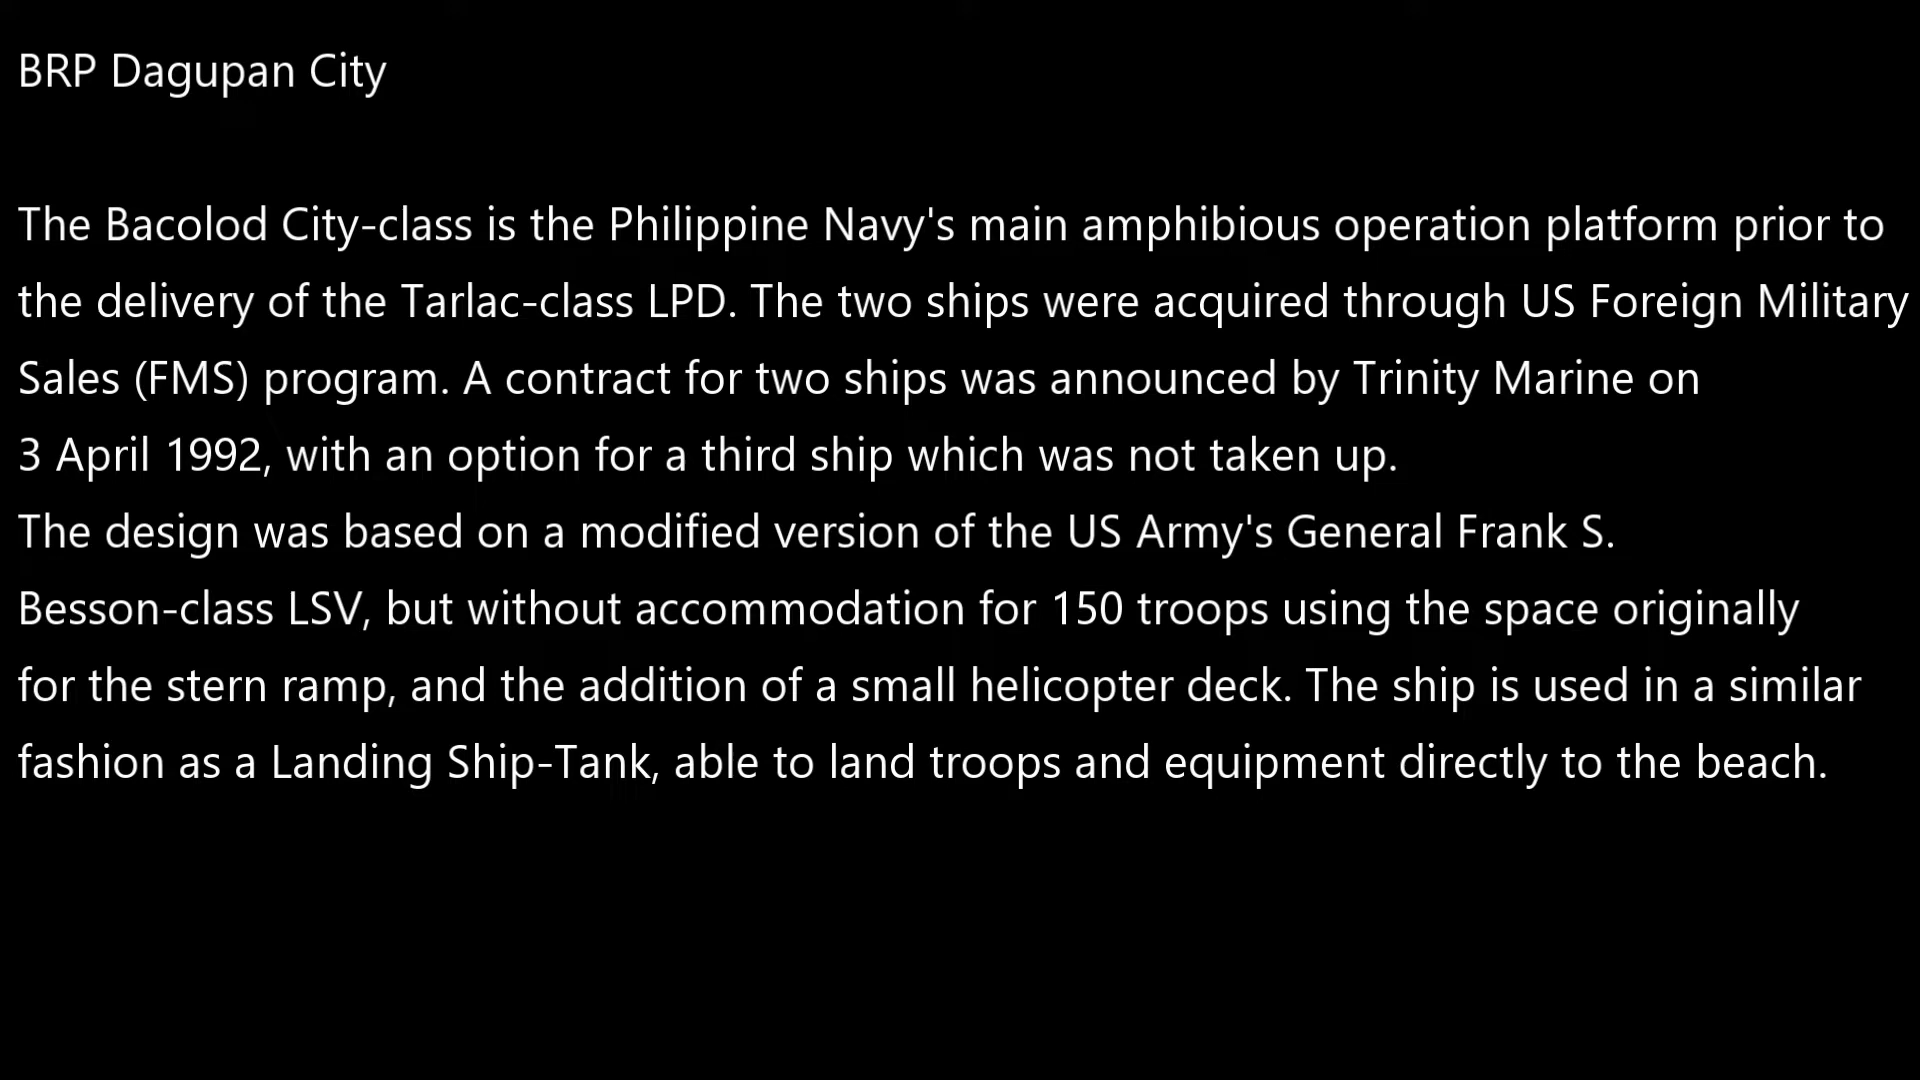 BRP Dagupan City
The Bacolod City-class is the Philippine Navy's main amphibious operation platform prior to
the delivery of the Tarlac-class LPD. The two ships were acquired through US Foreign Military
Sales (FMS) program. A contract for two ships was announced by Trinity Marine on
3 April 1992, with an option for a third ship which was not taken up.
The design was based on a modified version of the US Army's General Frank S.
Besson-class LSV, but without accommodation for 150 troops using the space originally
for the stern ramp, and the addition of a small helicopter deck. The ship is used in a similar
fashion as a Landing Ship-Tank, able to land troops and equipment directly to the beach.